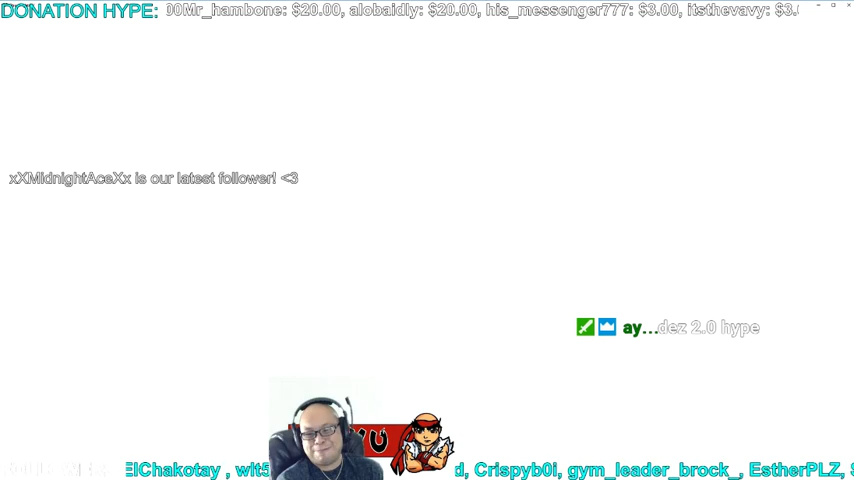 DONATION HYPE: 00Mr_hambone: $20.00, alobaidly: $20.00, his_messenger777: $3.00, itsthevavy: $3.
xXMidnightAceXx is our latest follower! <3
ay...dez 2.0 hype
ElChakotay , wlt5 d, Crispyb0i, gym_leader_brock_, EstherPLZ,